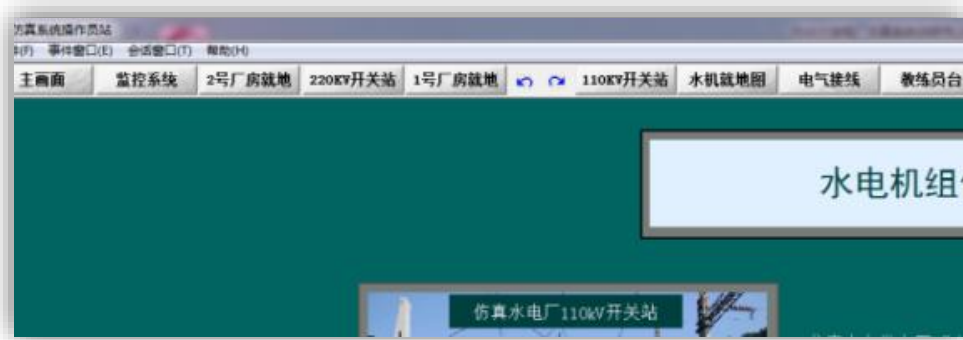 仿真系统操作员站
件(F) 事件窗口(E) 会话窗口(T) 帮助(H)
主画面 监控系统 2号厂房就地 220KV开关站 1号厂房就地 110KV开关站 水机就地图 电气接线 教练员台
水电机组
仿真水电厂110kV开关站